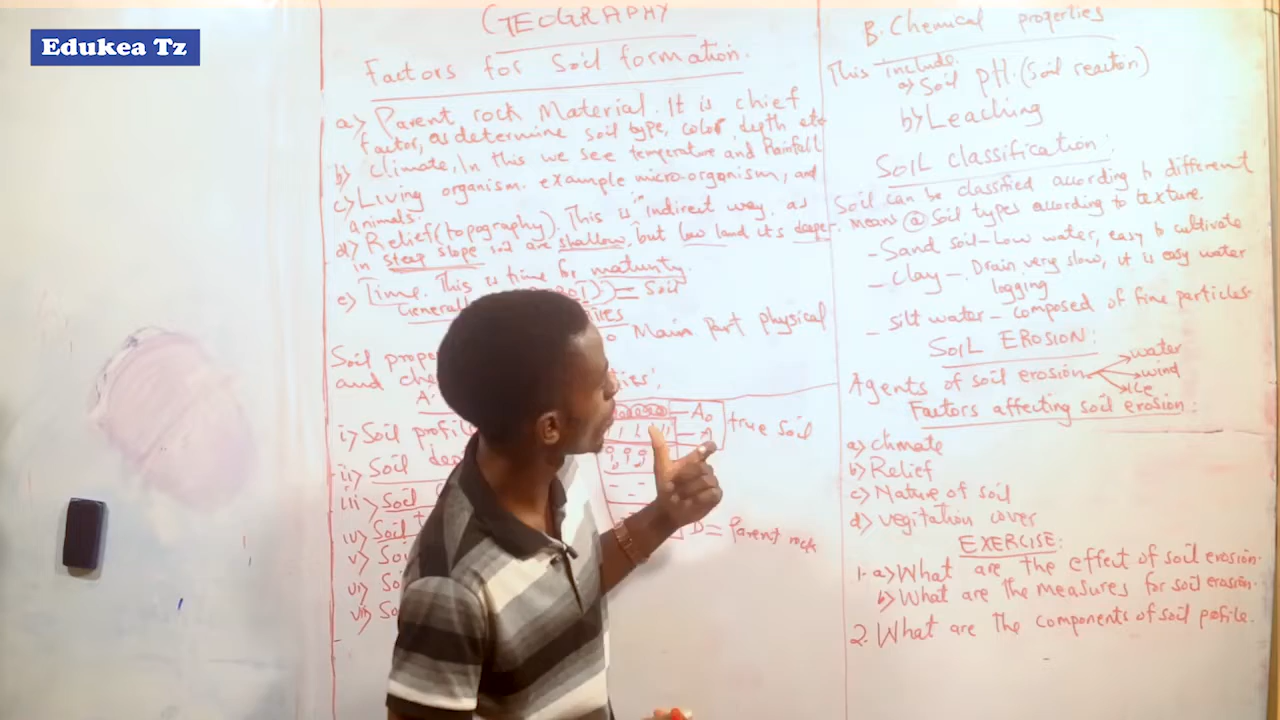 Edukea Tz
GEOGRAPHY
Factors for Soil formation.
a) Parent rock Material. It is chief
factor, as determine soil type, color, depth etc
b) climate, In this we see temperature and Rainfall
c) Living organism. example micro-organism, and
animals.
d) Relief (topography). This is "indirect way, as
in steap slope soil are shallow, but low land it's deeper.
e) Time. This is time for maturity.
= Soil
Main part physical
Soil
and
A
i) Soil profile
ii) Soil
iii) Soil
iv) Soil
v) Soi
vi) So
vii) So
A₀
A
true soil
D = Parent rock
B. Chemical properties
This include.
a) Soil pH. (soil reacton)
b) Leaching
SOIL classification:
Soil can be classified according to different
means @ Soil types according to texture.
- Sand soil - Low water, easy to cultivate
- Clay - Drain very slow, it is easy water
logging
- Silt water - composed of fine particles
SOIL EROSION:
Agents of soil erosion
water
wind
Ice
Factors affecting soil erosion:
a) climate
b) Relief
c) Nature of soil
d) vegitation cover
EXERCISE:
1. a) What are the effect of soil erosion.
b) What are the measures for soil erosion.
2. What are the components of soil profile.